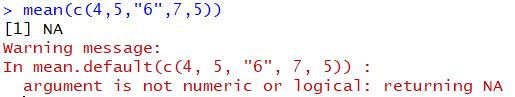 > mean(c(4,5,"6",7,5))
[1] NA
Warning message:
In mean.default(c(4, 5, "6", 7, 5)) :
  argument is not numeric or logical: returning NA